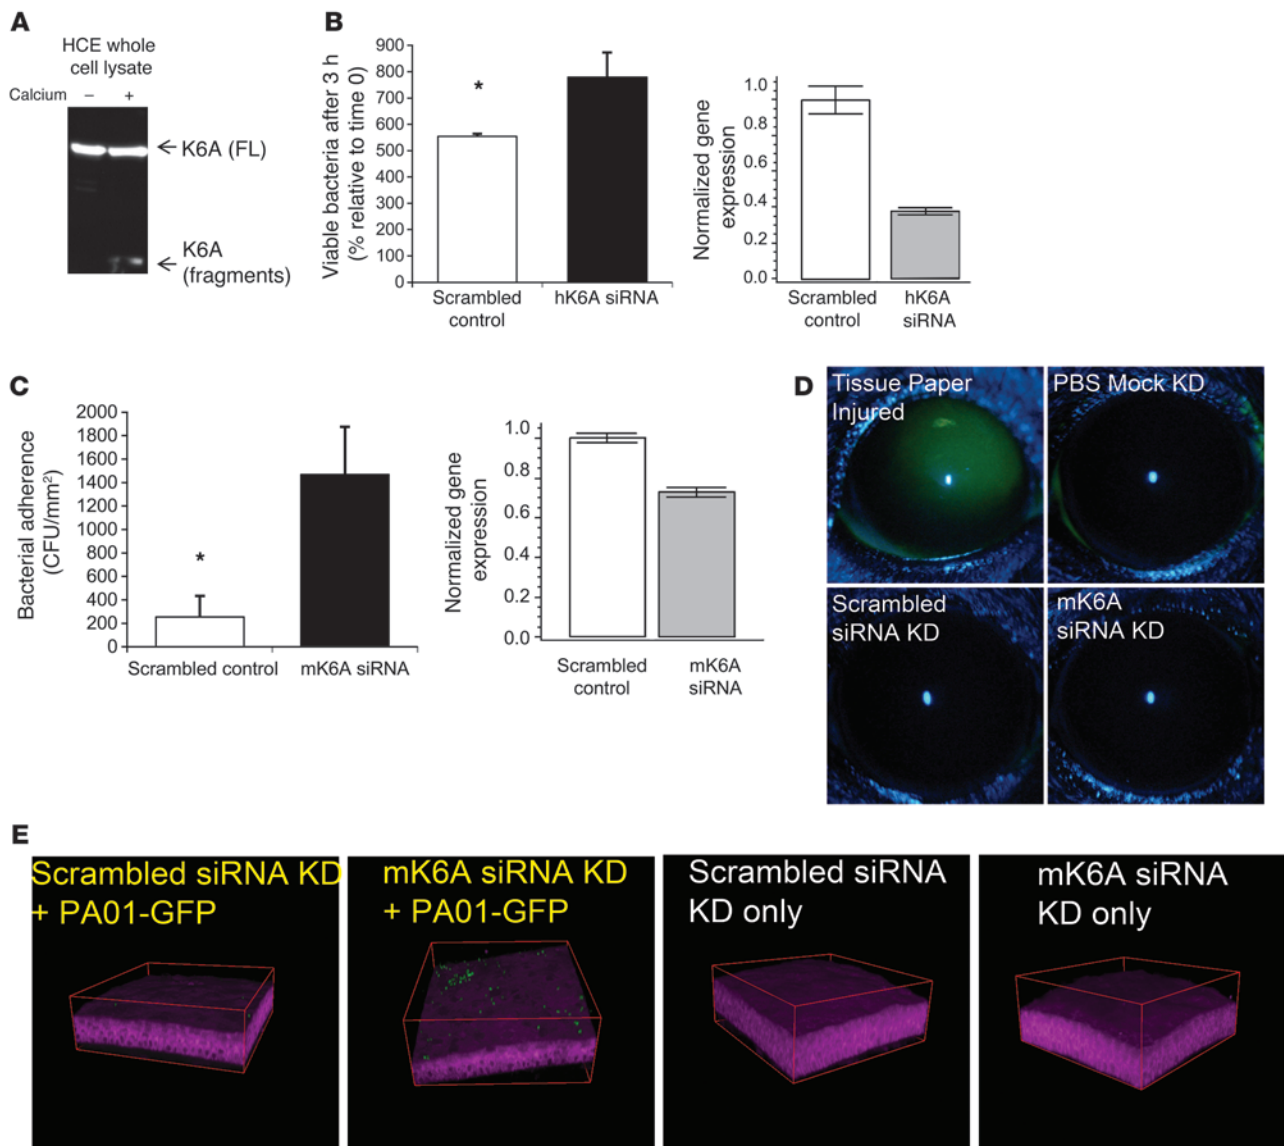 A
HCE whole
cell lysate
Calcium – +
K6A (FL)
K6A
(fragments)
B
Viable bacteria after 3 h
(% relative to time 0)
900
800
700
600
500
400
300
200
100
0
*
Scrambled
control
hK6A siRNA
Normalized gene
expression
1.0
0.8
0.6
0.4
0.2
0.0
Scrambled
control
hK6A
siRNA
C
Bacterial adherence
(CFU/mm²)
2000
1800
1600
1400
1200
1000
800
600
400
200
0
*
Scrambled control
mK6A siRNA
Normalized gene
expression
1.0
0.8
0.6
0.4
0.2
0.0
Scrambled
control
mK6A
siRNA
D
Tissue Paper
Injured
PBS Mock KD
Scrambled
siRNA KD
mK6A
siRNA KD
E
Scrambled siRNA KD
+ PA01-GFP
mK6A siRNA KD
+ PA01-GFP
Scrambled siRNA
KD only
mK6A siRNA
KD only